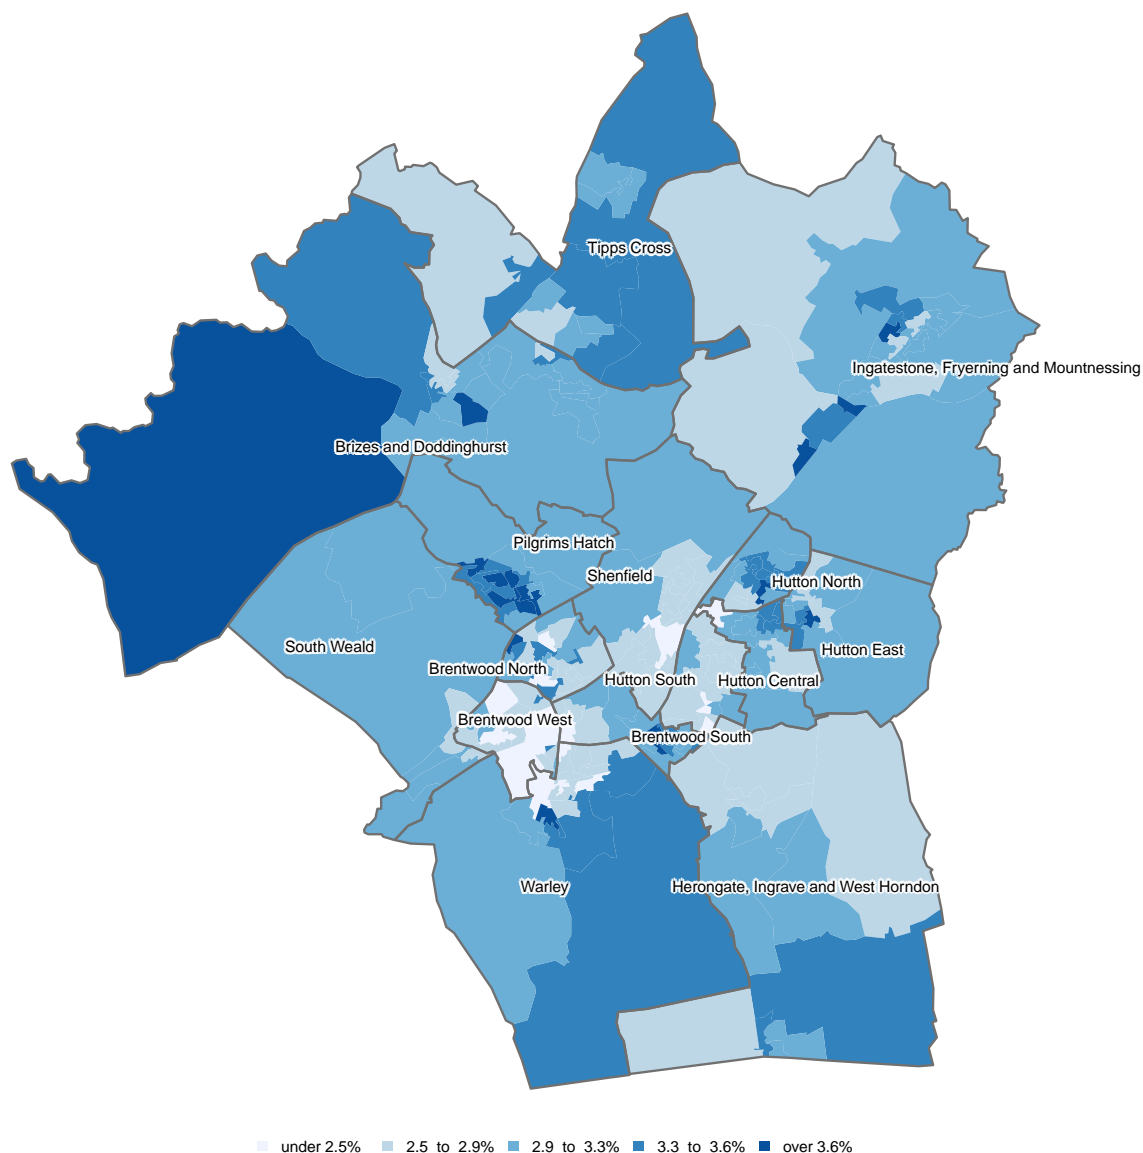 Tipps Cross
Ingatestone, Fryerning and Mountnessing
Brizes and Doddinghurst
Pilgrims Hatch
Shenfield
Hutton North
South Weald
Hutton East
Brentwood North
Hutton South
Hutton Central
Brentwood West
Brentwood South
Warley
Herongate, Ingrave and West Horndon
under 2.5% 2.5 to 2.9% 2.9 to 3.3% 3.3 to 3.6% over 3.6%